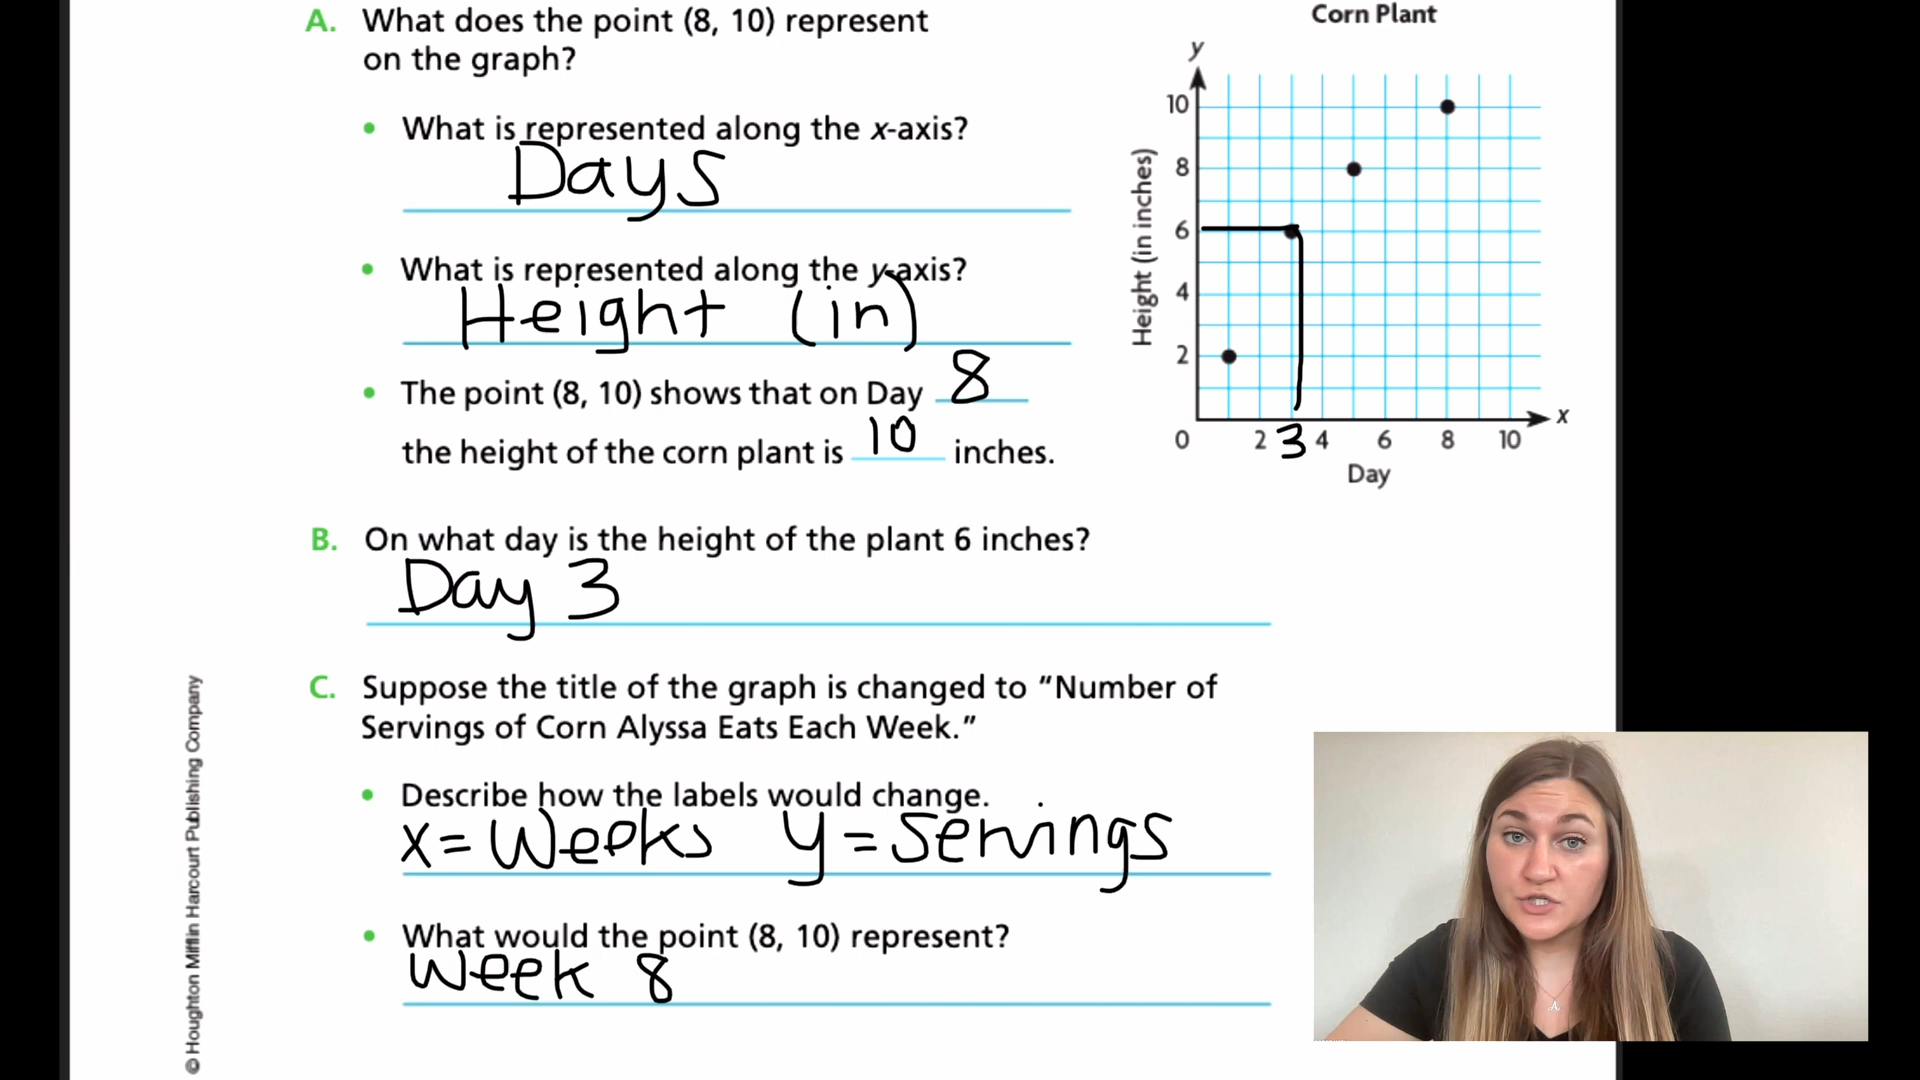 A. What does the point (8, 10) represent
on the graph?
• What is represented along the x-axis?
Days
• What is represented along the y-axis?
Height (in)
• The point (8, 10) shows that on Day 8
the height of the corn plant is 10 inches.
B. On what day is the height of the plant 6 inches?
Day 3
C. Suppose the title of the graph is changed to “Number of
Servings of Corn Alyssa Eats Each Week.”
• Describe how the labels would change.
x = Weeks y = servings
• What would the point (8, 10) represent?
Week 8
© Houghton Mifflin Harcourt Publishing Company
Corn Plant
y
10
8
6
4
2
Height (in inches)
0 2 3 4 6 8 10
x
Day